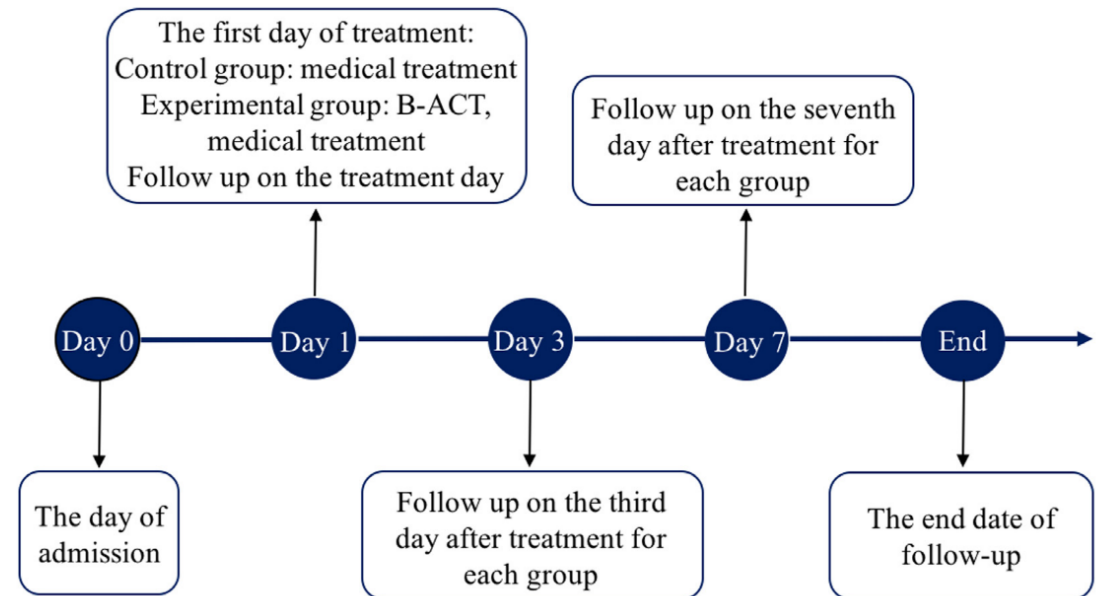 The first day of treatment:
Control group: medical treatment
Experimental group: B-ACT,
medical treatment
Follow up on the treatment day
Follow up on the seventh
day after treatment for
each group
Day 0
Day 1
Day 3
Day 7
End
The day of
admission
Follow up on the third
day after treatment for
each group
The end date of
follow-up